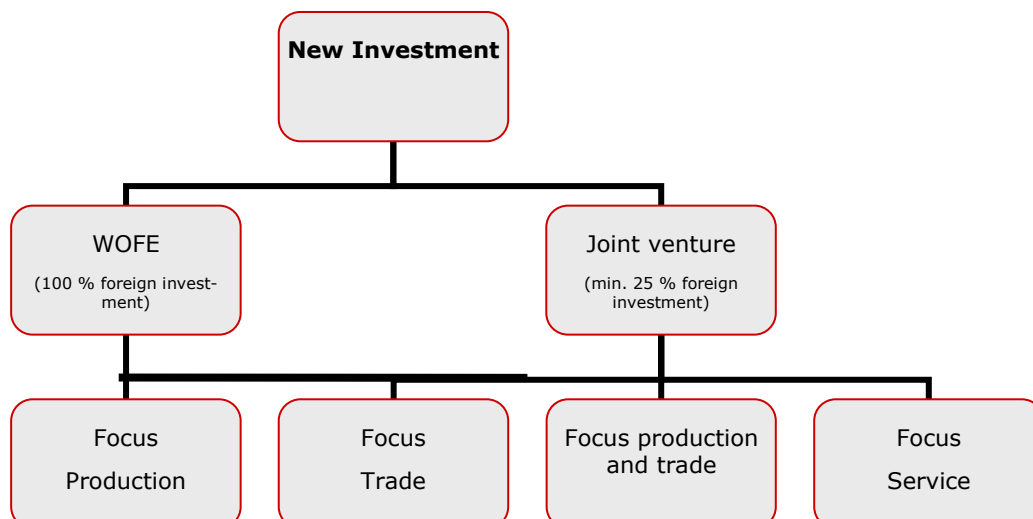 New Investment
WOFE
(100 % foreign invest-
ment)
Joint venture
(min. 25 % foreign
investment)
Focus
Production
Focus
Trade
Focus production
and trade
Focus
Service